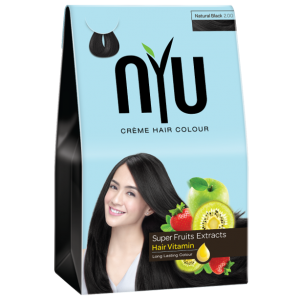 Natural Black 2.00
NYU
CRÈME HAIR COLOUR
Super Fruits Extracts
Hair Vitamin
Long Lasting Colour